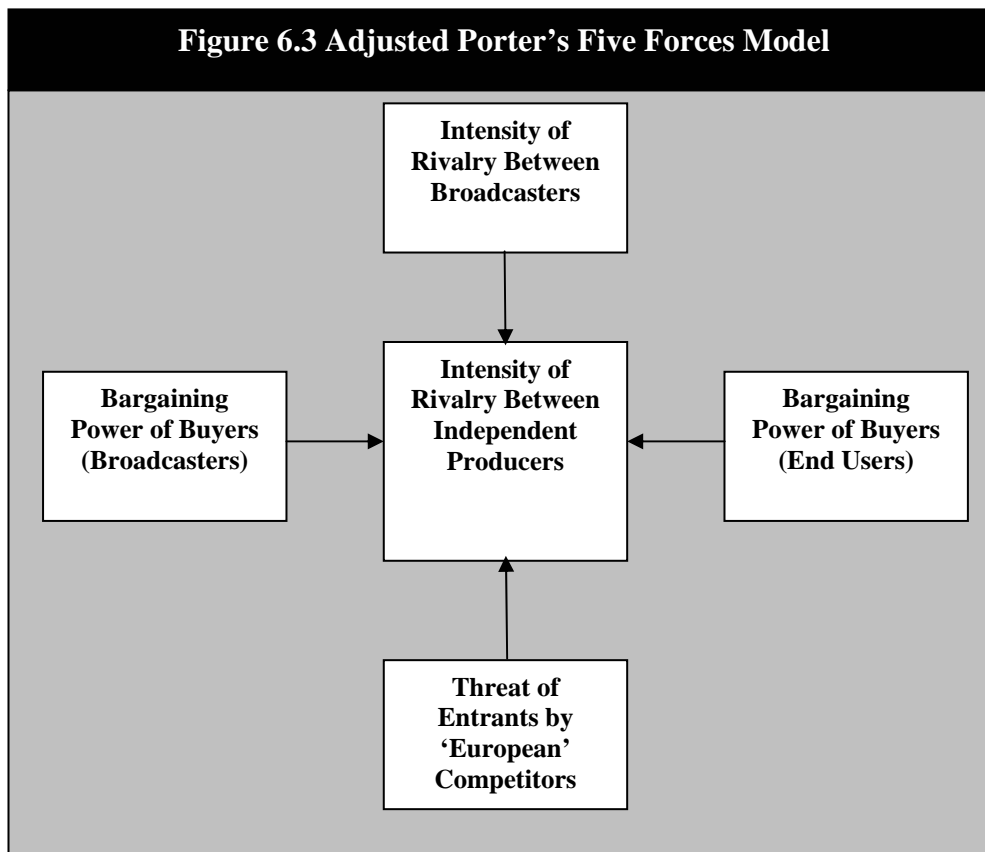 Figure 6.3 Adjusted Porter’s Five Forces Model
Intensity of
Rivalry Between
Broadcasters
Bargaining
Power of Buyers
(Broadcasters)
Intensity of
Rivalry Between
Independent
Producers
Bargaining
Power of Buyers
(End Users)
Threat of
Entrants by
‘European’
Competitors